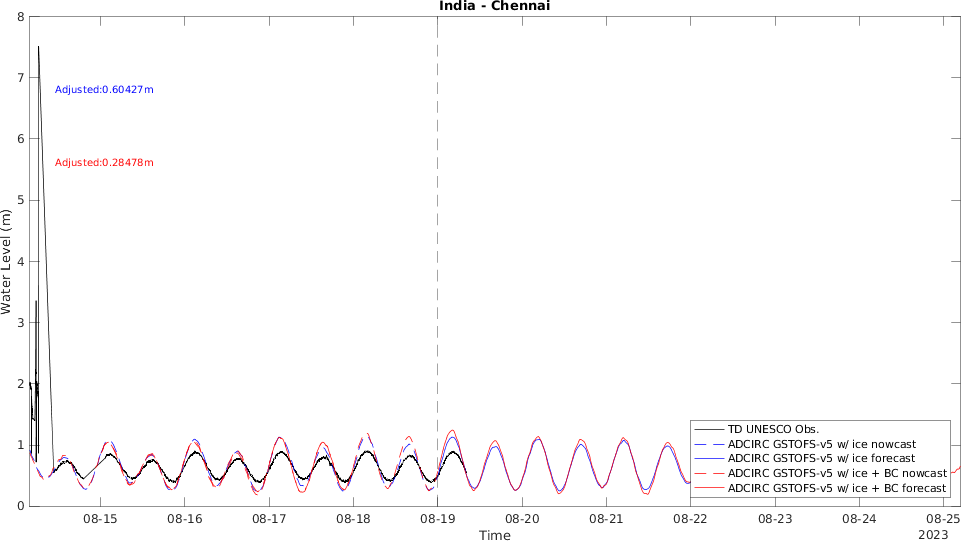 India - Chennai
8
7
6
5
4
3
2
1
0
Water Level (m)
Adjusted:0.60427m
Adjusted:0.28478m
TD UNESCO Obs.
ADCIRC GSTOFS-v5 w/ ice nowcast
ADCIRC GSTOFS-v5 w/ ice forecast
ADCIRC GSTOFS-v5 w/ ice + BC nowcast
ADCIRC GSTOFS-v5 w/ ice + BC forecast
08-15 08-16 08-17 08-18 08-19 08-20 08-21 08-22 08-23 08-24 08-25
Time
2023